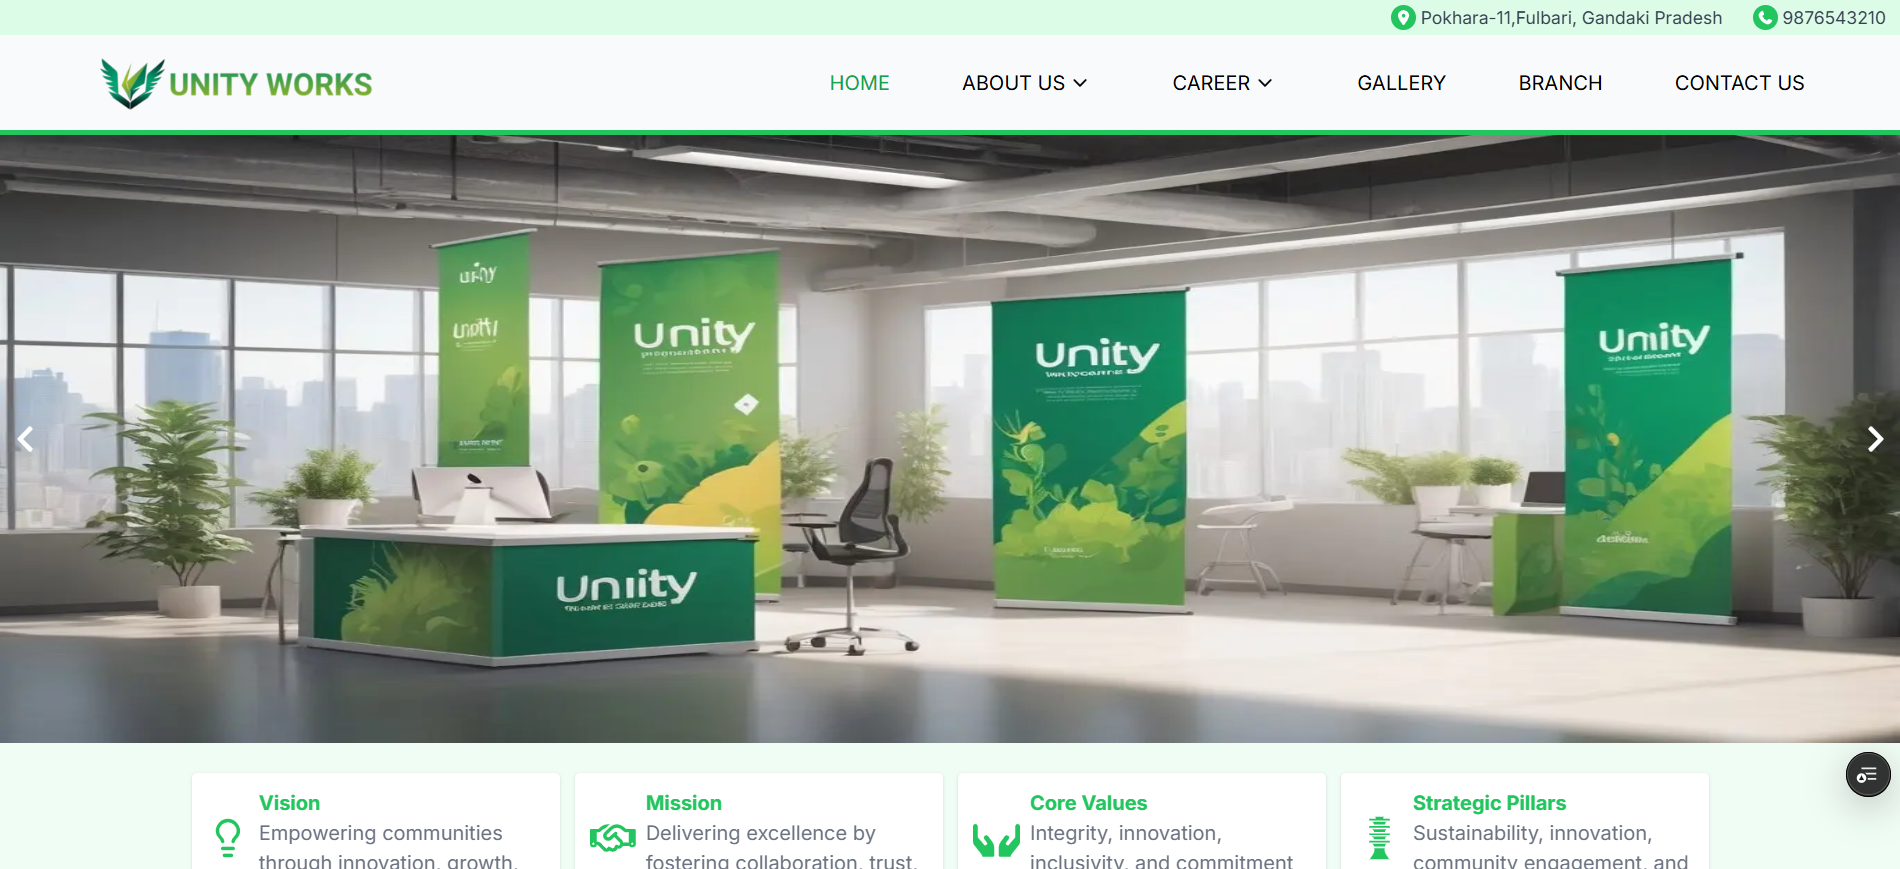 Pokhara-11,Fulbari, Gandaki Pradesh 9876543210
UNITY WORKS
HOME ABOUT US CAREER GALLERY BRANCH CONTACT US
Unity
Unity
Unity
Uniity
Vision
Empowering communities
through innovation, growth,
Mission
Delivering excellence by
fostering collaboration, trust,
Core Values
Integrity, innovation,
inclusivity, and commitment
Strategic Pillars
Sustainability, innovation,
community engagement, and